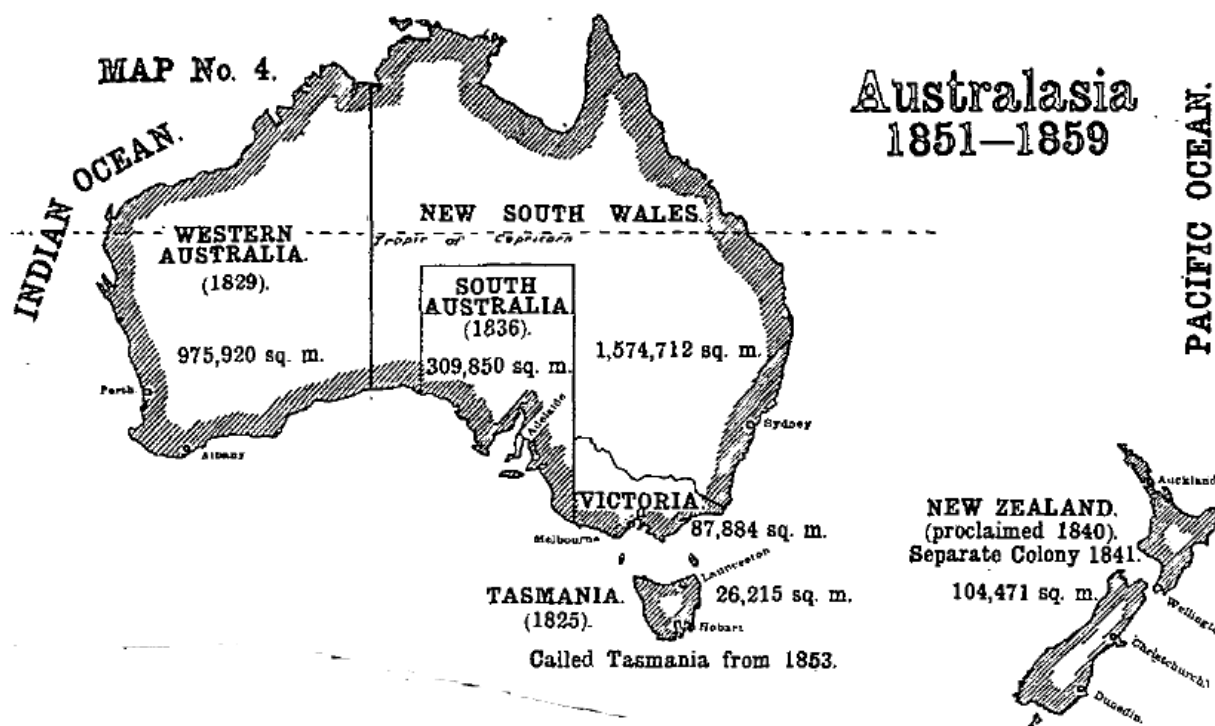 MAP No. 4.
Australasia
1851—1859
INDIAN OCEAN.
PACIFIC OCEAN.
NEW SOUTH WALES.
Tropic of Capricorn
WESTERN
AUSTRALIA.
(1829).
975,920 sq. m.
SOUTH
AUSTRALIA.
(1836).
309,850 sq. m.
1,574,712 sq. m.
Perth
Albany
Adelaide
Sydney
VICTORIA.
87,884 sq. m.
Melbourne
Launceston
TASMANIA.
(1825).
26,215 sq. m.
Hobart
Called Tasmania from 1853.
Auckland
NEW ZEALAND.
(proclaimed 1840).
Separate Colony 1841.
104,471 sq. m.
Wellingt
Christchurch
Dunedin.